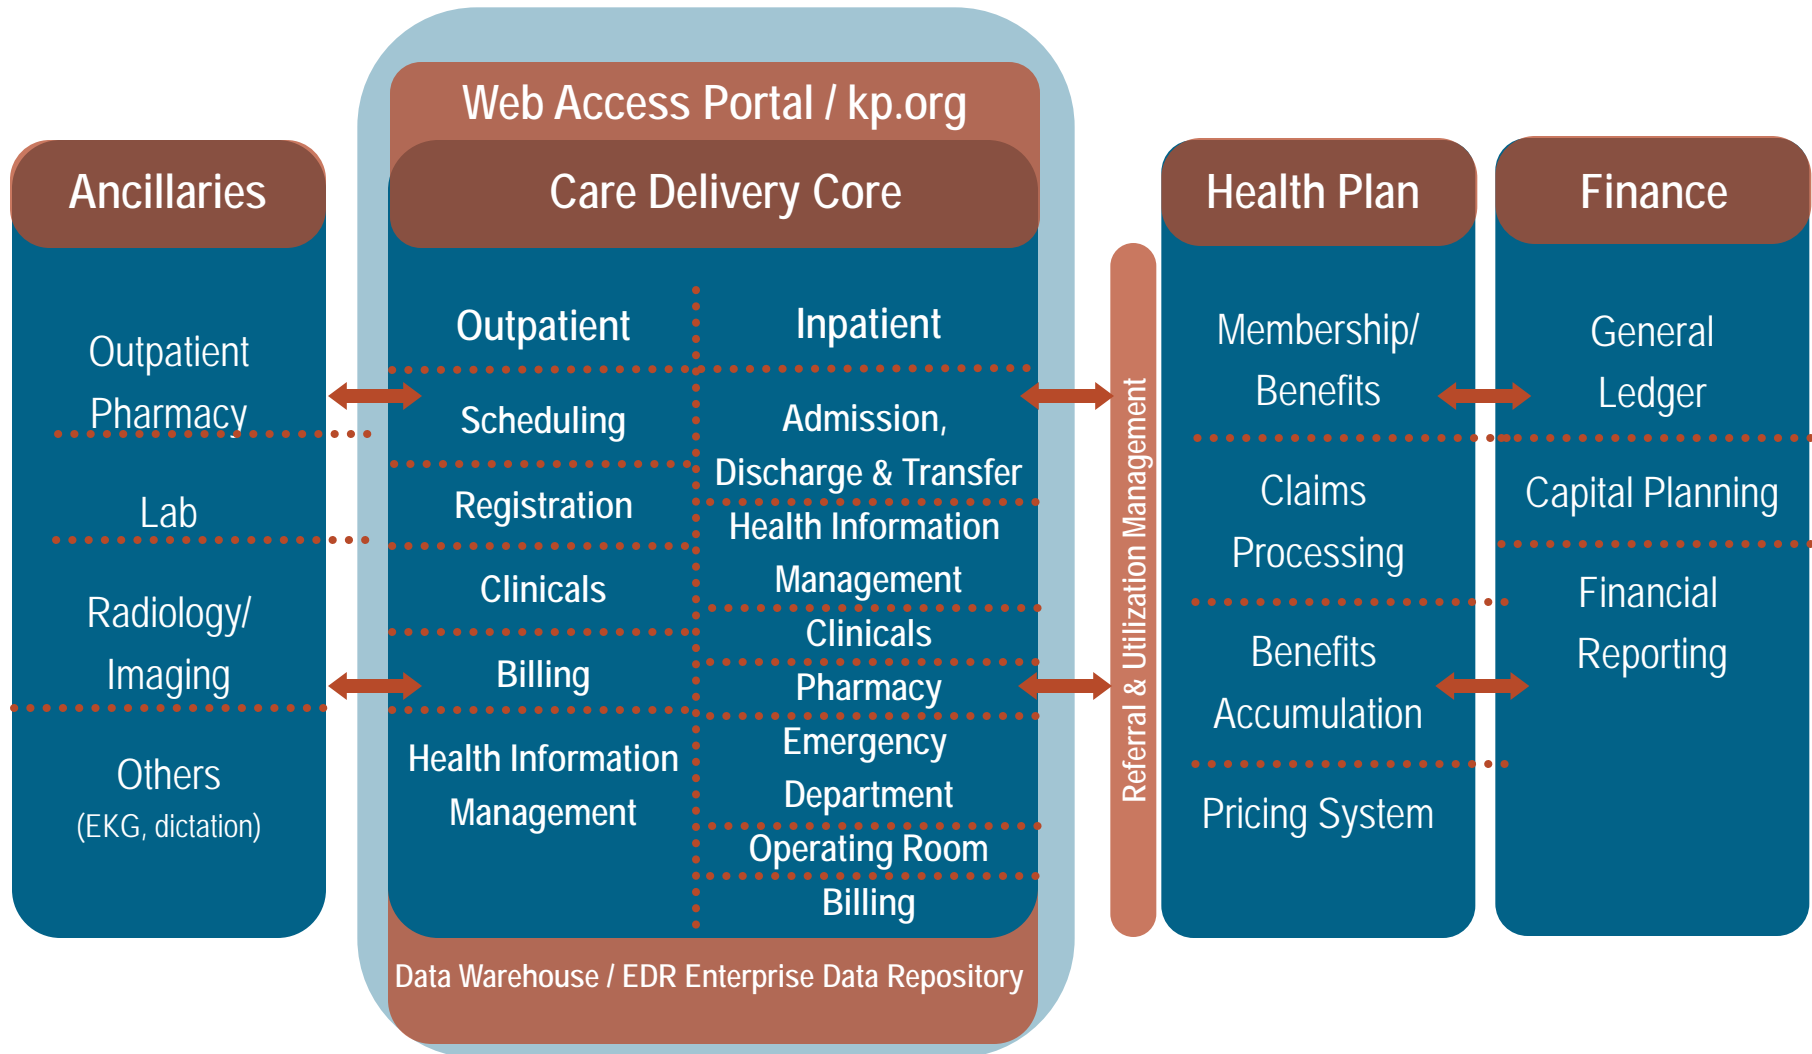 Web Access Portal / kp.org
Ancillaries
Outpatient
Pharmacy
Lab
Radiology/
Imaging
Others
(EKG, dictation)
Care Delivery Core
Outpatient
Scheduling
Registration
Clinicals
Billing
Health Information
Management
Inpatient
Admission,
Discharge & Transfer
Health Information
Management
Clinicals
Pharmacy
Emergency
Department
Operating Room
Billing
Data Warehouse / EDR Enterprise Data Repository
Referral & Utilization Management
Health Plan
Membership/
Benefits
Claims
Processing
Benefits
Accumulation
Pricing System
Finance
General
Ledger
Capital Planning
Financial
Reporting